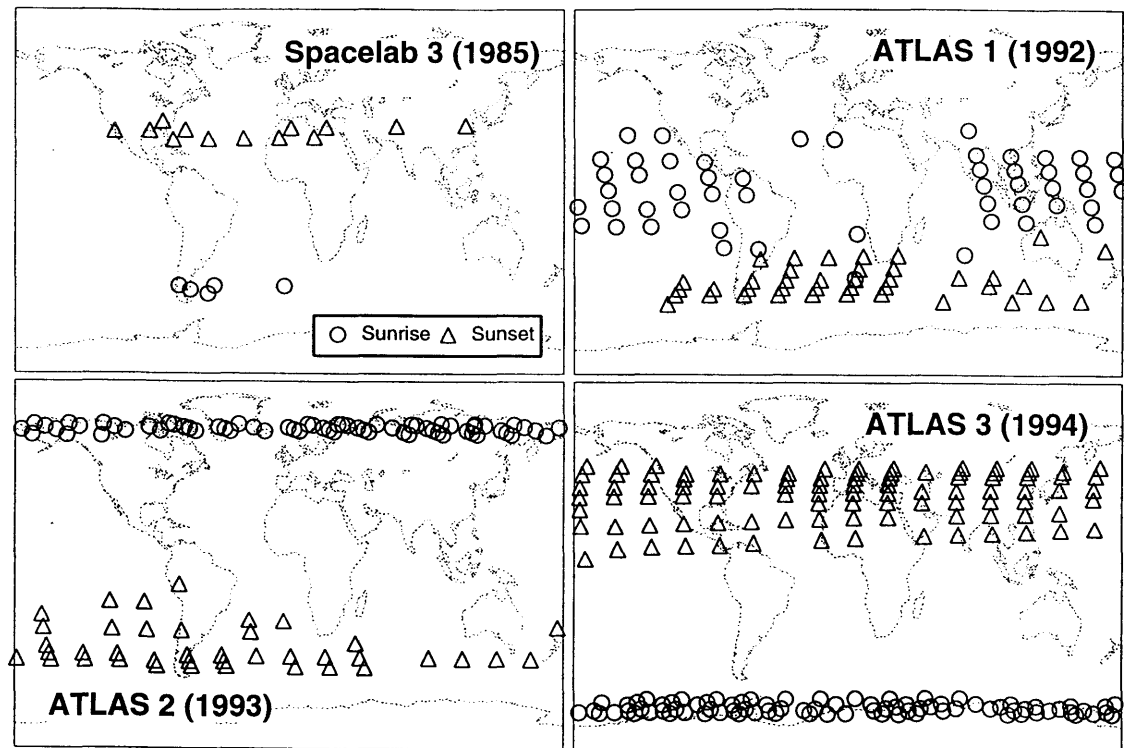 Spacelab 3 (1985)
ATLAS 1 (1992)
Sunrise Sunset
ATLAS 3 (1994)
ATLAS 2 (1993)